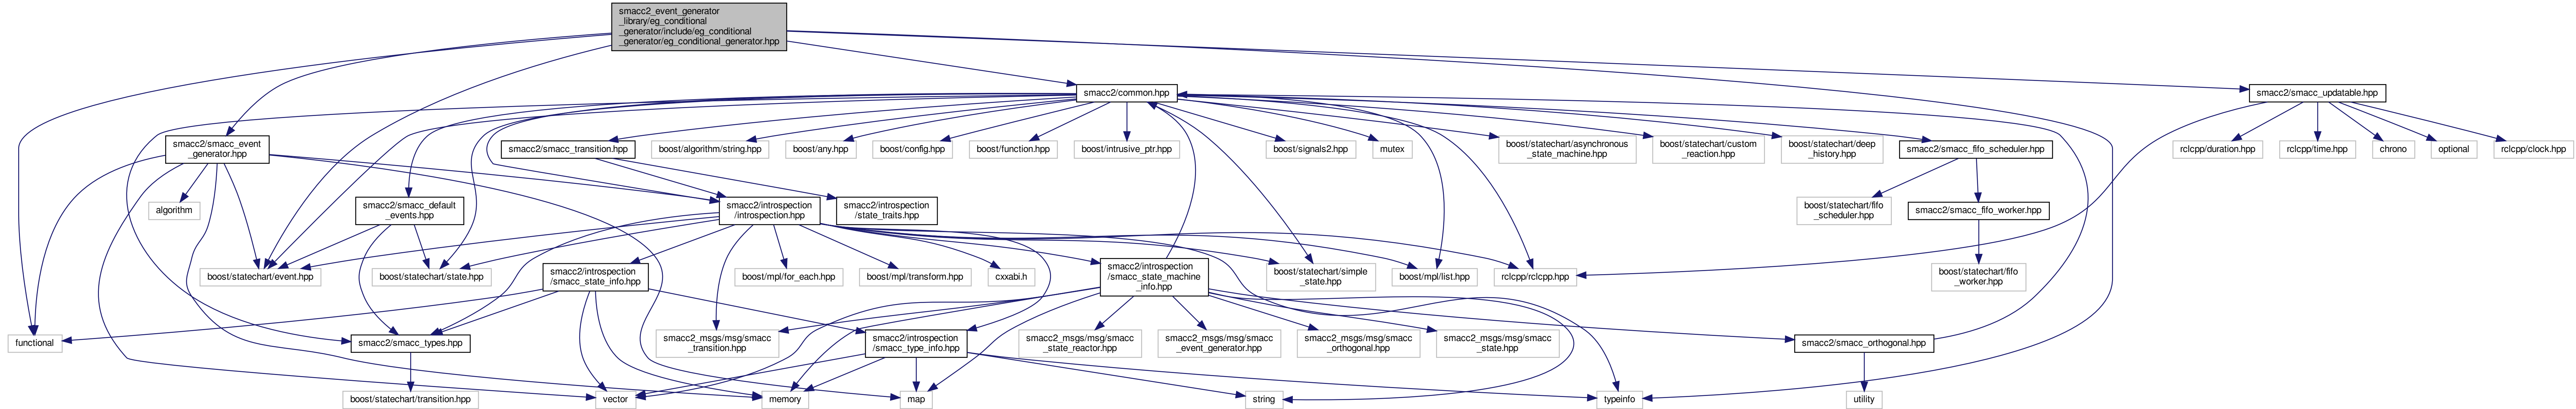 smacc2_event_generator
_library/eg_conditional
_generator/include/eg_conditional
_generator/eg_conditional_generator.hpp
smacc2/common.hpp
smacc2/smacc_updatable.hpp
smacc2/smacc_event
_generator.hpp
smacc2/smacc_transition.hpp
boost/algorithm/string.hpp
boost/any.hpp
boost/config.hpp
boost/function.hpp
boost/intrusive_ptr.hpp
boost/signals2.hpp
mutex
boost/statechart/asynchronous
_state_machine.hpp
boost/statechart/custom
_reaction.hpp
boost/statechart/deep
_history.hpp
smacc2/smacc_fifo_scheduler.hpp
rclcpp/duration.hpp
rclcpp/time.hpp
chrono
optional
rclcpp/clock.hpp
algorithm
smacc2/smacc_default
_events.hpp
smacc2/introspection
/introspection.hpp
smacc2/introspection
/state_traits.hpp
boost/statechart/fifo
_scheduler.hpp
smacc2/smacc_fifo_worker.hpp
boost/statechart/event.hpp
boost/statechart/state.hpp
smacc2/introspection
/smacc_state_info.hpp
boost/mpl/for_each.hpp
boost/mpl/transform.hpp
cxxabi.h
smacc2/introspection
/smacc_state_machine
_info.hpp
boost/statechart/simple
_state.hpp
boost/mpl/list.hpp
rclcpp/rclcpp.hpp
boost/statechart/fifo
_worker.hpp
functional
smacc2/smacc_types.hpp
smacc2_msgs/msg/smacc
_transition.hpp
smacc2/introspection
/smacc_type_info.hpp
smacc2_msgs/msg/smacc
_state_reactor.hpp
smacc2_msgs/msg/smacc
_event_generator.hpp
smacc2_msgs/msg/smacc
_orthogonal.hpp
smacc2_msgs/msg/smacc
_state.hpp
smacc2/smacc_orthogonal.hpp
boost/statechart/transition.hpp
vector
memory
map
string
typeinfo
utility